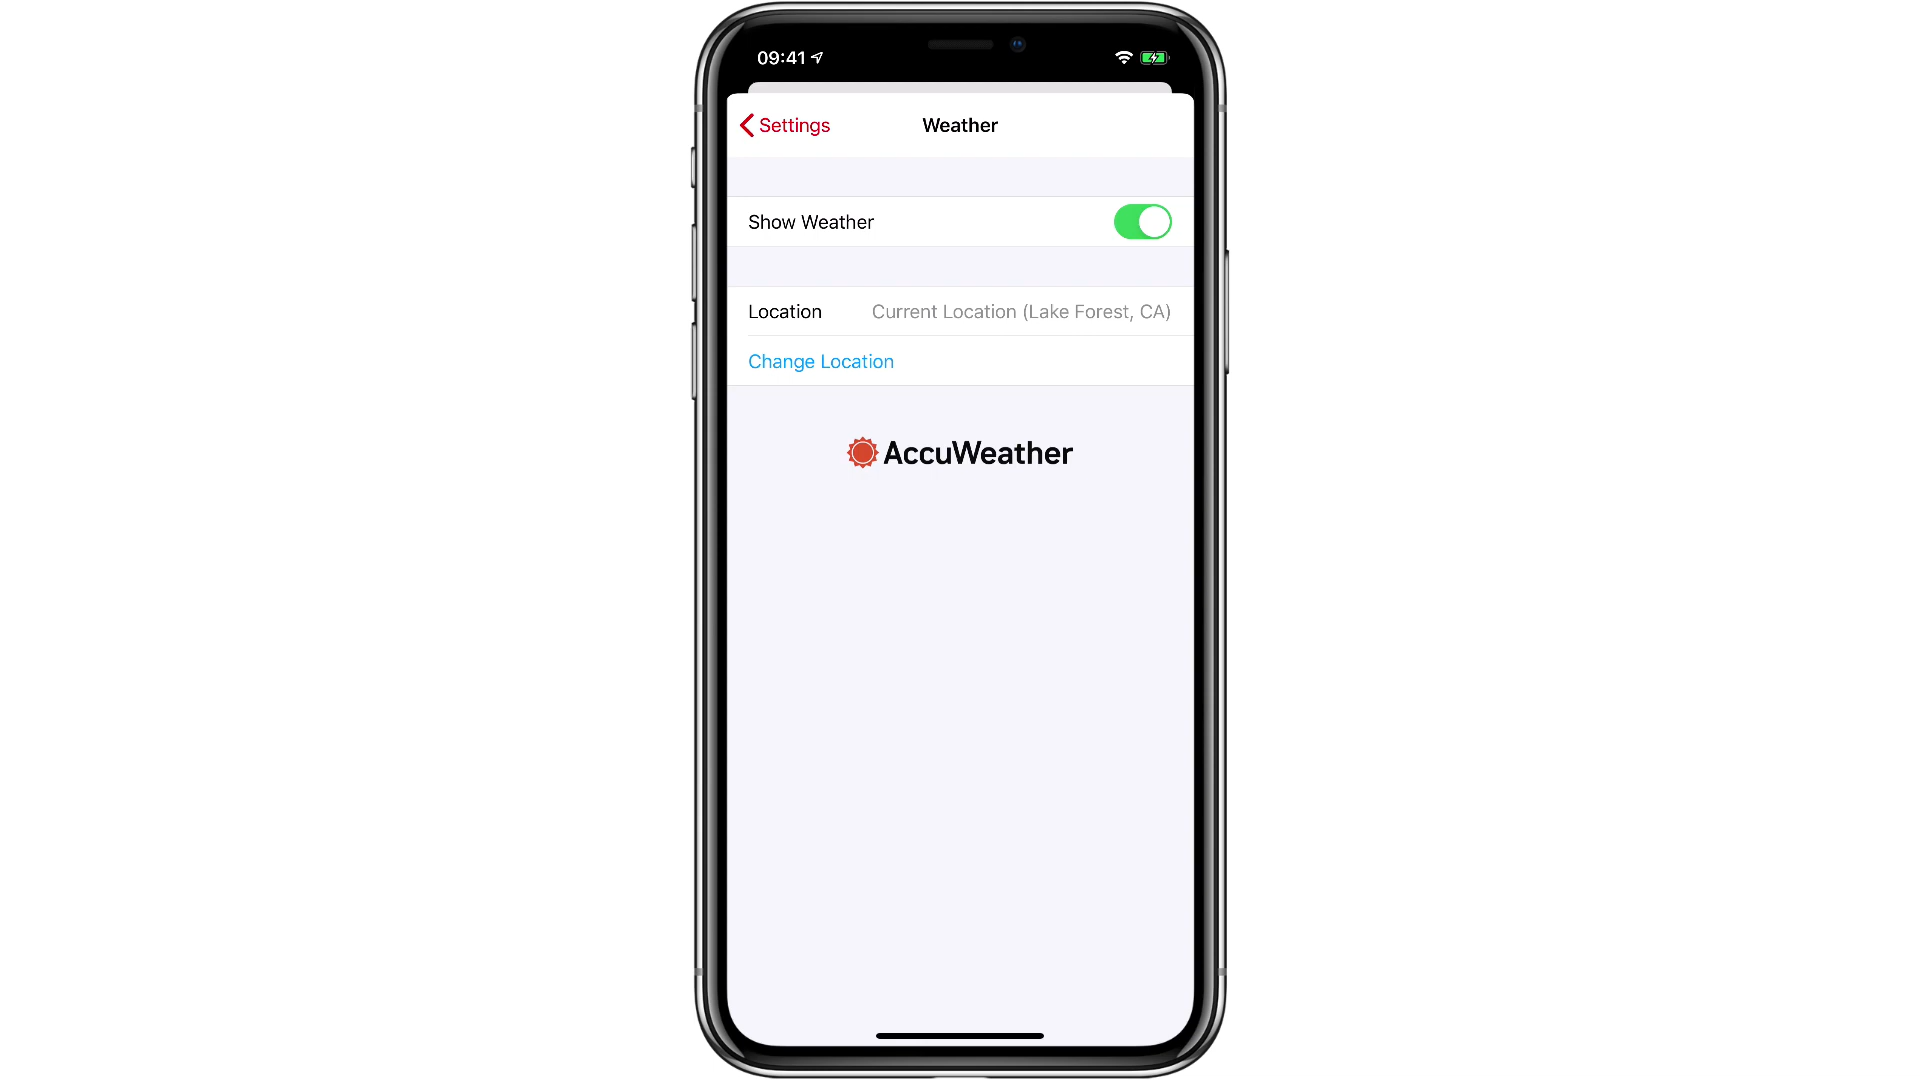 09:41
Settings
Weather
Show Weather
Location
Current Location (Lake Forest, CA)
Change Location
AccuWeather